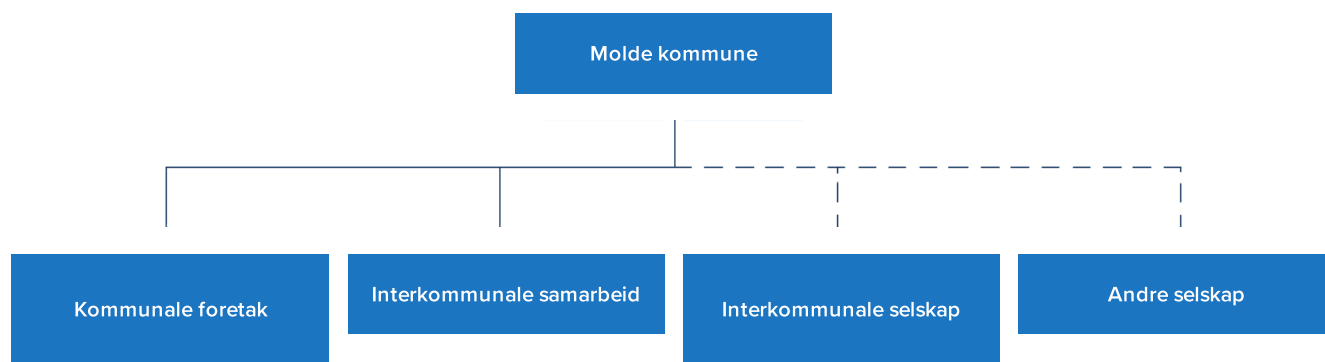 Molde kommune
Kommunale foretak
Interkommunale samarbeid
Interkommunale selskap
Andre selskap